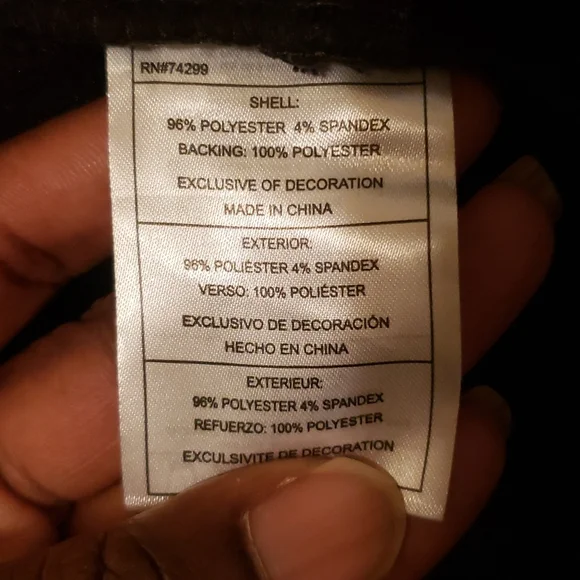 RN#74299
SHELL:
96% POLYESTER 4% SPANDEX
BACKING: 100% POLYESTER
EXCLUSIVE OF DECORATION
MADE IN CHINA
EXTERIOR:
96% POLIÉSTER 4% SPANDEX
VERSO: 100% POLIÉSTER
EXCLUSIVO DE DECORACIÓN
HECHO EN CHINA
EXTERIEUR:
96% POLYESTER 4% SPANDEX
REFUERZO: 100% POLYESTER
EXCULSIVITE DE DECORATION